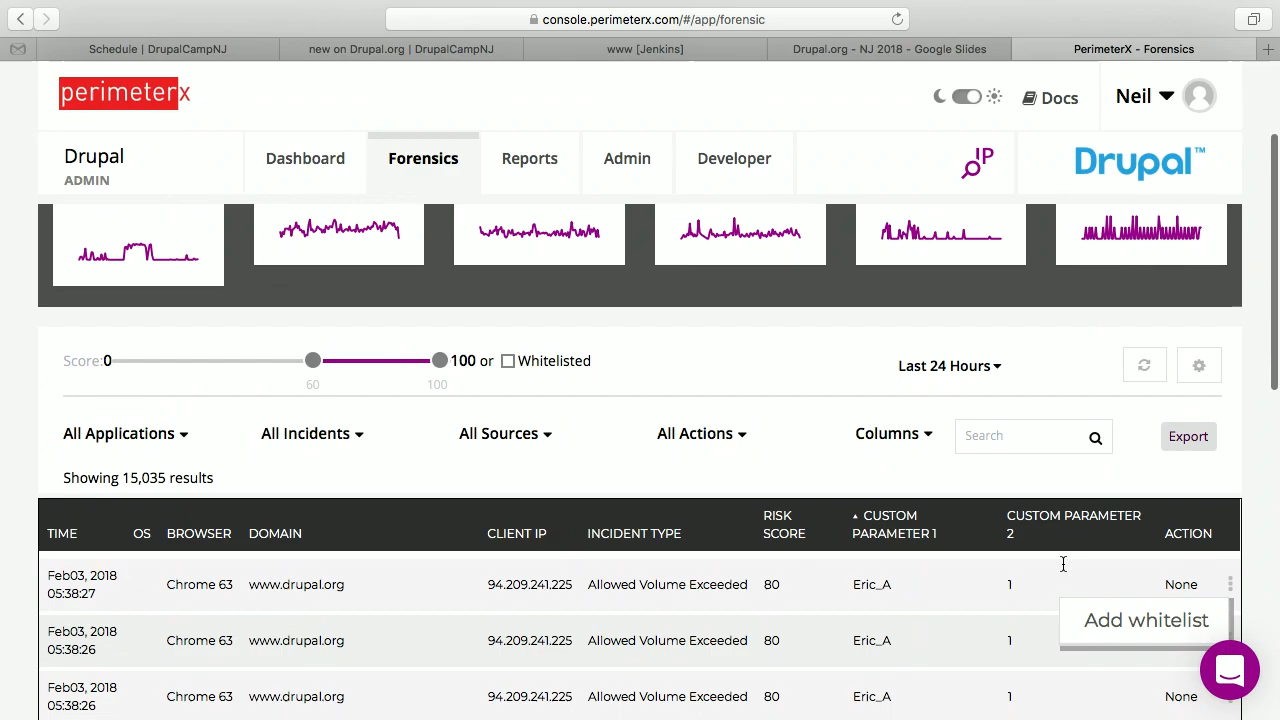 console.perimeterx.com/#/app/forensic
Schedule | DrupalCampNJ
new on Drupal.org | DrupalCampNJ
www [Jenkins]
Drupal.org - NJ 2018 - Google Slides
PerimeterX - Forensics
perimeterx
Docs
Neil
Drupal
ADMIN
Dashboard
Forensics
Reports
Admin
Developer
IP
Drupal™
Score: 0
100 or
Whitelisted
60
100
Last 24 Hours
All Applications
All Incidents
All Sources
All Actions
Columns
Search
Export
Showing 15,035 results
TIME OS BROWSER DOMAIN CLIENT IP INCIDENT TYPE RISK SCORE CUSTOM PARAMETER 1 CUSTOM PARAMETER 2 ACTION
Feb03, 2018 05:38:27 Chrome 63 www.drupal.org 94.209.241.225 Allowed Volume Exceeded 80 Eric_A 1 None
Add whitelist
Feb03, 2018 05:38:26 Chrome 63 www.drupal.org 94.209.241.225 Allowed Volume Exceeded 80 Eric_A 1
Feb03, 2018 05:38:26 Chrome 63 www.drupal.org 94.209.241.225 Allowed Volume Exceeded 80 Eric_A 1 None